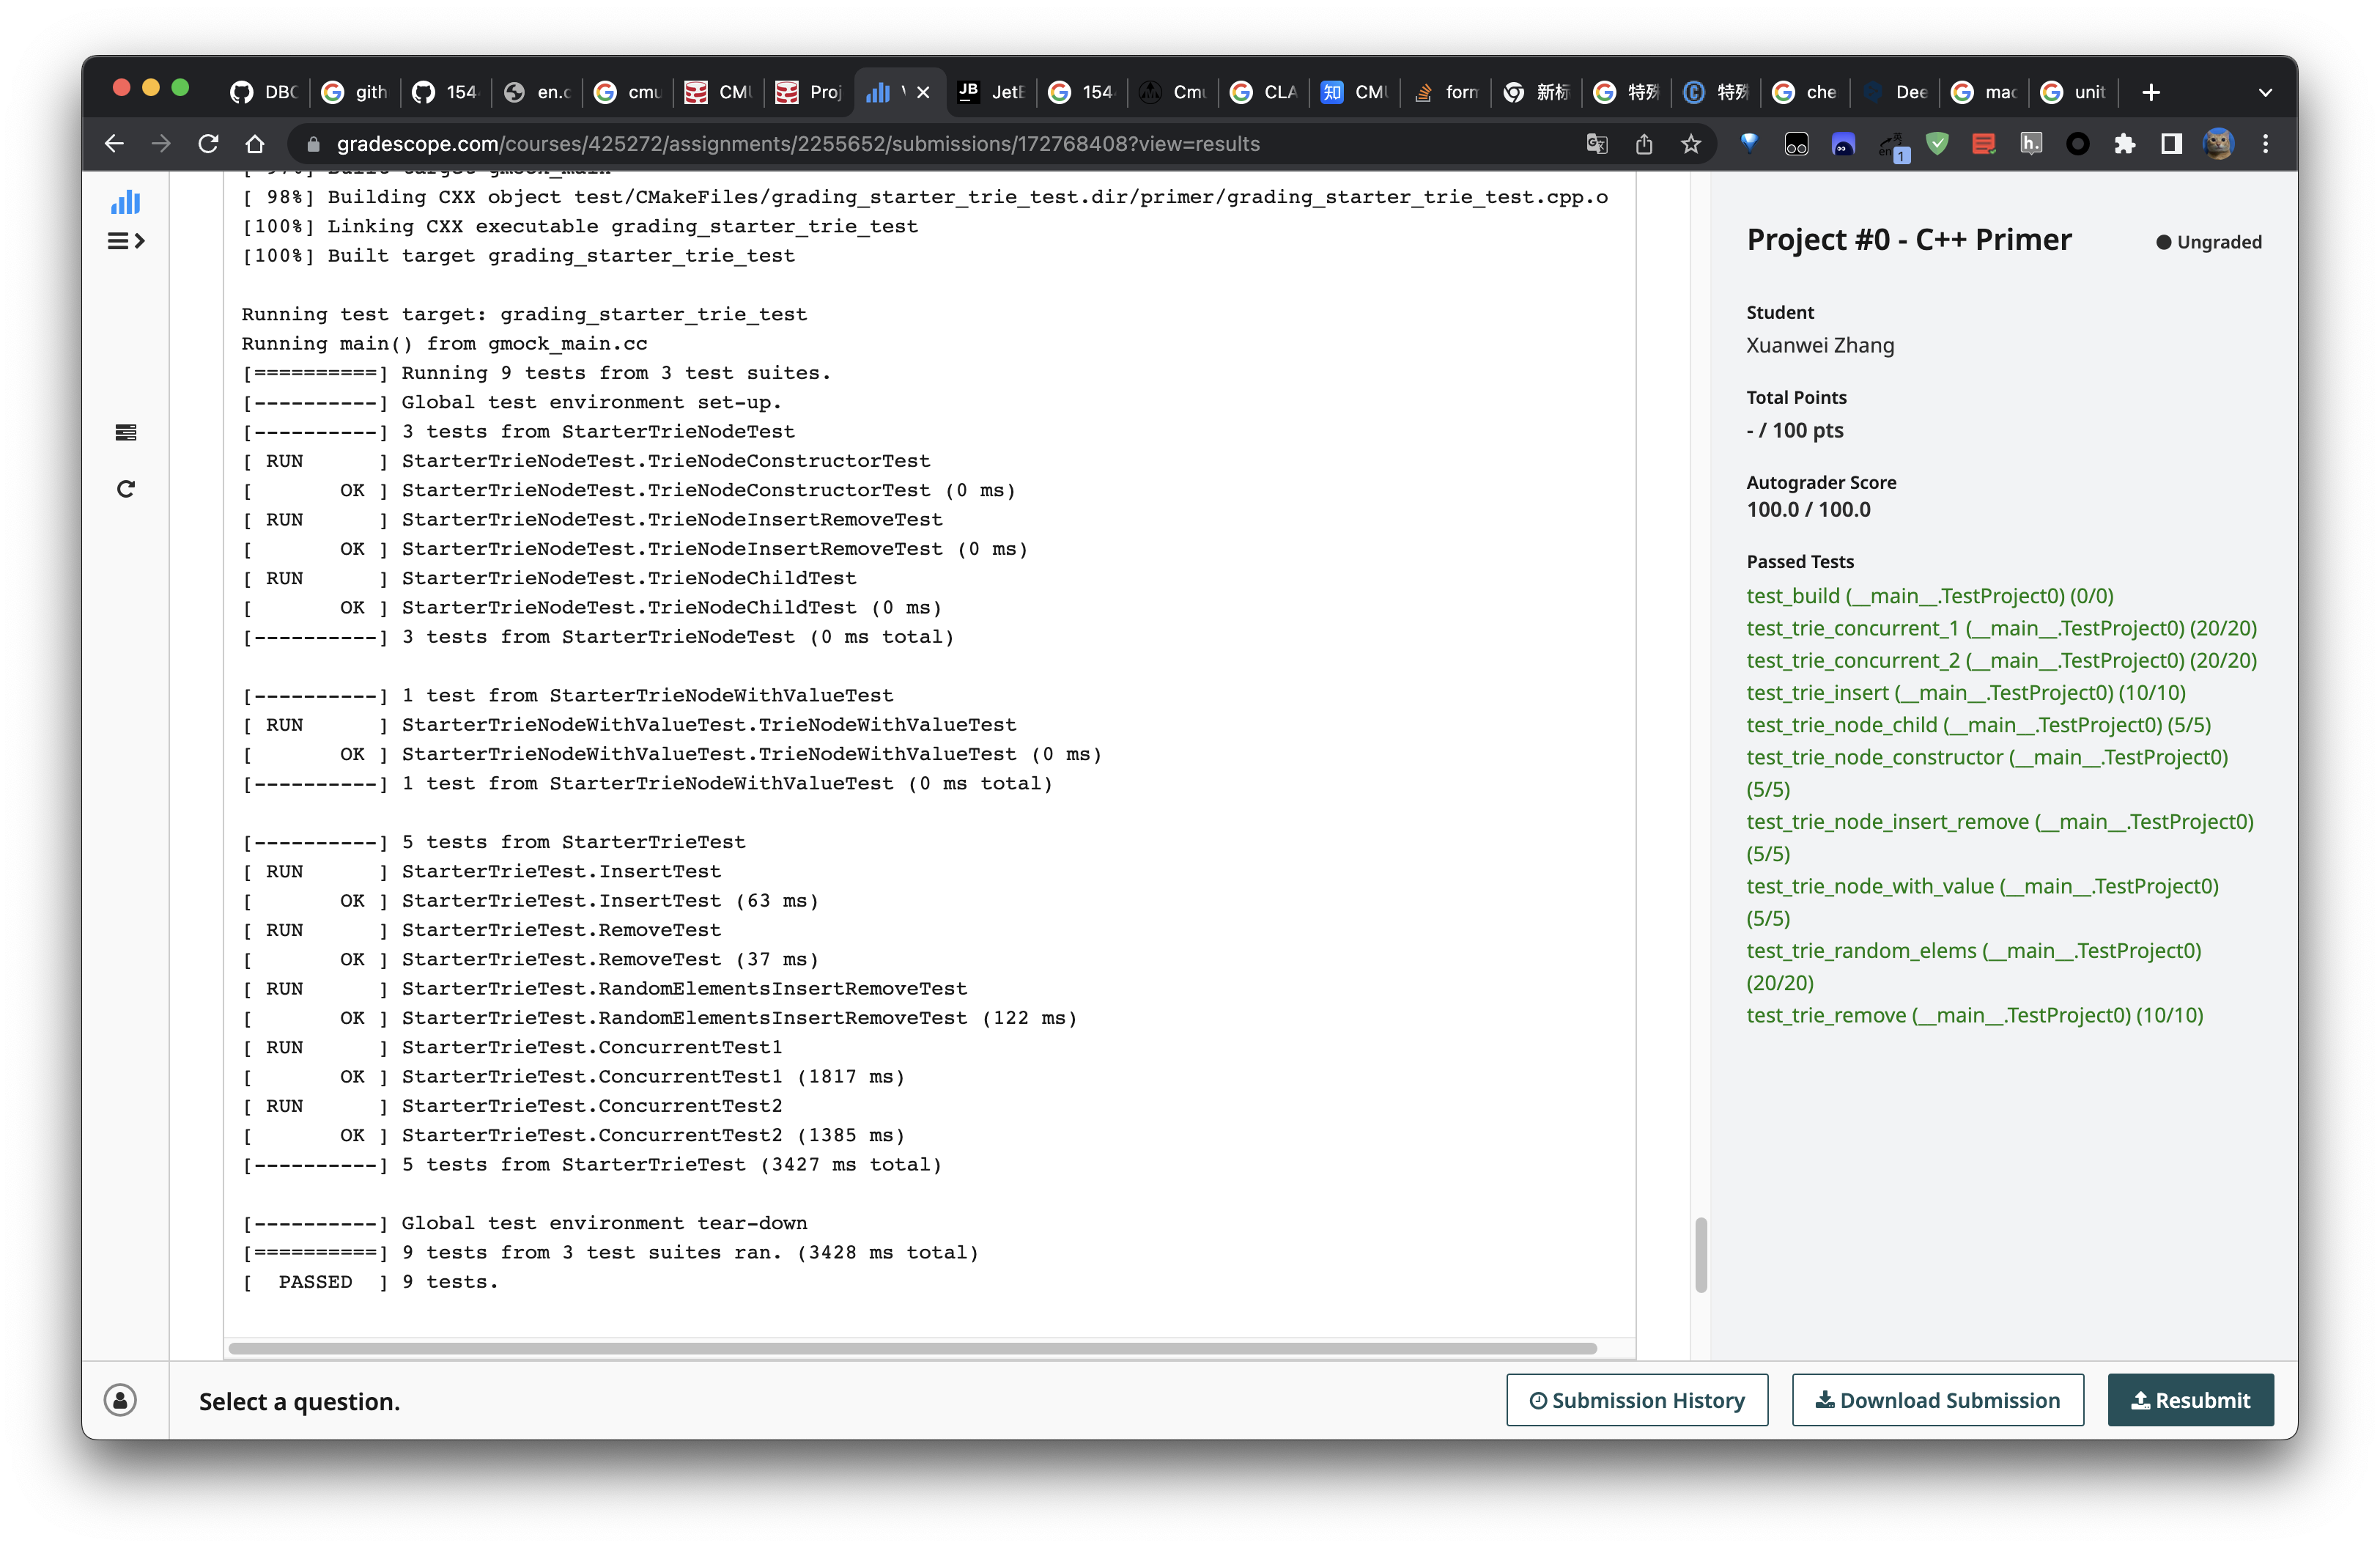 DBC
gith
154
en.c
cmu
CMU
Proj
JB
JetE
154
Cmu
CLA
知
CMU
form
新标
特殊
特殊
che
Dee
mac
unit
gradescope.com/courses/425272/assignments/2255652/submissions/172768408?view=results
en
1
h.
[ 97%] Built target gmock_main
[ 98%] Building CXX object test/CMakeFiles/grading_starter_trie_test.dir/primer/grading_starter_trie_test.cpp.o
[100%] Linking CXX executable grading_starter_trie_test
[100%] Built target grading_starter_trie_test
Running test target: grading_starter_trie_test
Running main() from gmock_main.cc
[==========] Running 9 tests from 3 test suites.
[----------] Global test environment set-up.
[----------] 3 tests from StarterTrieNodeTest
[ RUN      ] StarterTrieNodeTest.TrieNodeConstructorTest
[       OK ] StarterTrieNodeTest.TrieNodeConstructorTest (0 ms)
[ RUN      ] StarterTrieNodeTest.TrieNodeInsertRemoveTest
[       OK ] StarterTrieNodeTest.TrieNodeInsertRemoveTest (0 ms)
[ RUN      ] StarterTrieNodeTest.TrieNodeChildTest
[       OK ] StarterTrieNodeTest.TrieNodeChildTest (0 ms)
[----------] 3 tests from StarterTrieNodeTest (0 ms total)
[----------] 1 test from StarterTrieNodeWithValueTest
[ RUN      ] StarterTrieNodeWithValueTest.TrieNodeWithValueTest
[       OK ] StarterTrieNodeWithValueTest.TrieNodeWithValueTest (0 ms)
[----------] 1 test from StarterTrieNodeWithValueTest (0 ms total)
[----------] 5 tests from StarterTrieTest
[ RUN      ] StarterTrieTest.InsertTest
[       OK ] StarterTrieTest.InsertTest (63 ms)
[ RUN      ] StarterTrieTest.RemoveTest
[       OK ] StarterTrieTest.RemoveTest (37 ms)
[ RUN      ] StarterTrieTest.RandomElementsInsertRemoveTest
[       OK ] StarterTrieTest.RandomElementsInsertRemoveTest (122 ms)
[ RUN      ] StarterTrieTest.ConcurrentTest1
[       OK ] StarterTrieTest.ConcurrentTest1 (1817 ms)
[ RUN      ] StarterTrieTest.ConcurrentTest2
[       OK ] StarterTrieTest.ConcurrentTest2 (1385 ms)
[----------] 5 tests from StarterTrieTest (3427 ms total)
[----------] Global test environment tear-down
[==========] 9 tests from 3 test suites ran. (3428 ms total)
[  PASSED  ] 9 tests.
Project #0 - C++ Primer
Ungraded
Student
Xuanwei Zhang
Total Points
- / 100 pts
Autograder Score
100.0 / 100.0
Passed Tests
test_build (__main__.TestProject0) (0/0)
test_trie_concurrent_1 (__main__.TestProject0) (20/20)
test_trie_concurrent_2 (__main__.TestProject0) (20/20)
test_trie_insert (__main__.TestProject0) (10/10)
test_trie_node_child (__main__.TestProject0) (5/5)
test_trie_node_constructor (__main__.TestProject0)
(5/5)
test_trie_node_insert_remove (__main__.TestProject0)
(5/5)
test_trie_node_with_value (__main__.TestProject0)
(5/5)
test_trie_random_elems (__main__.TestProject0)
(20/20)
test_trie_remove (__main__.TestProject0) (10/10)
Select a question.
Submission History
Download Submission
Resubmit